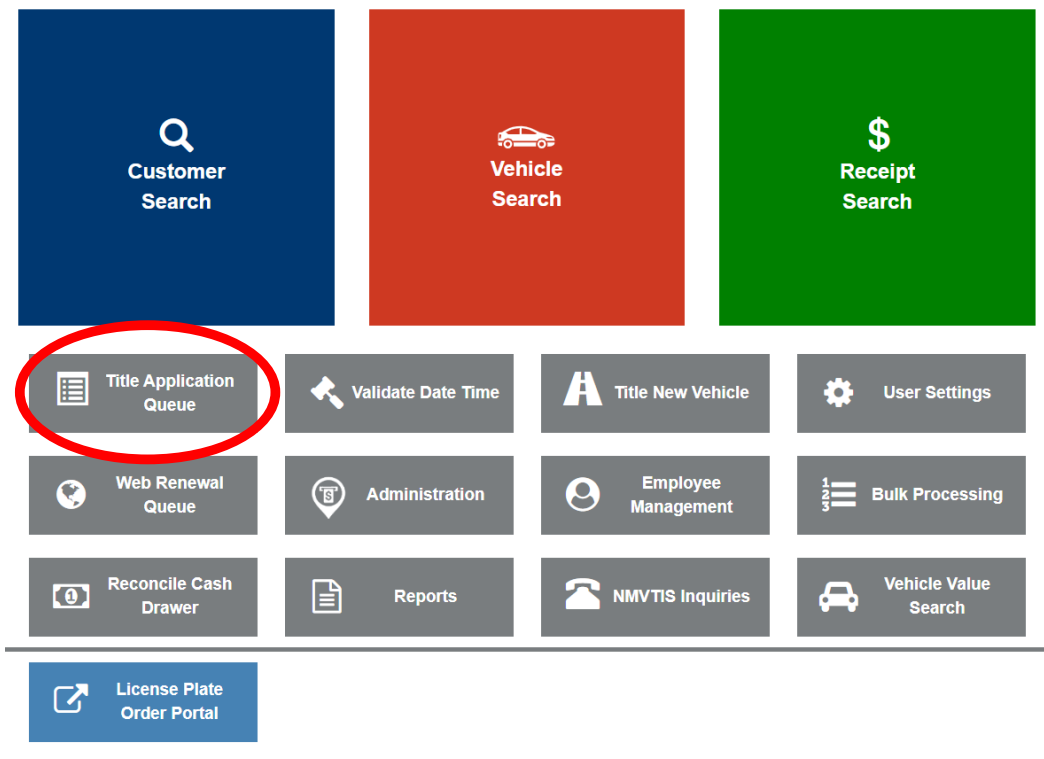 Customer
Search
Vehicle
Search
$
Receipt
Search
Title Application
Queue
Validate Date Time
Title New Vehicle
User Settings
Web Renewal
Queue
Administration
Employee
Management
1
2
3
Bulk Processing
Reconcile Cash
Drawer
Reports
NMVTIS Inquiries
Vehicle Value
Search
License Plate
Order Portal